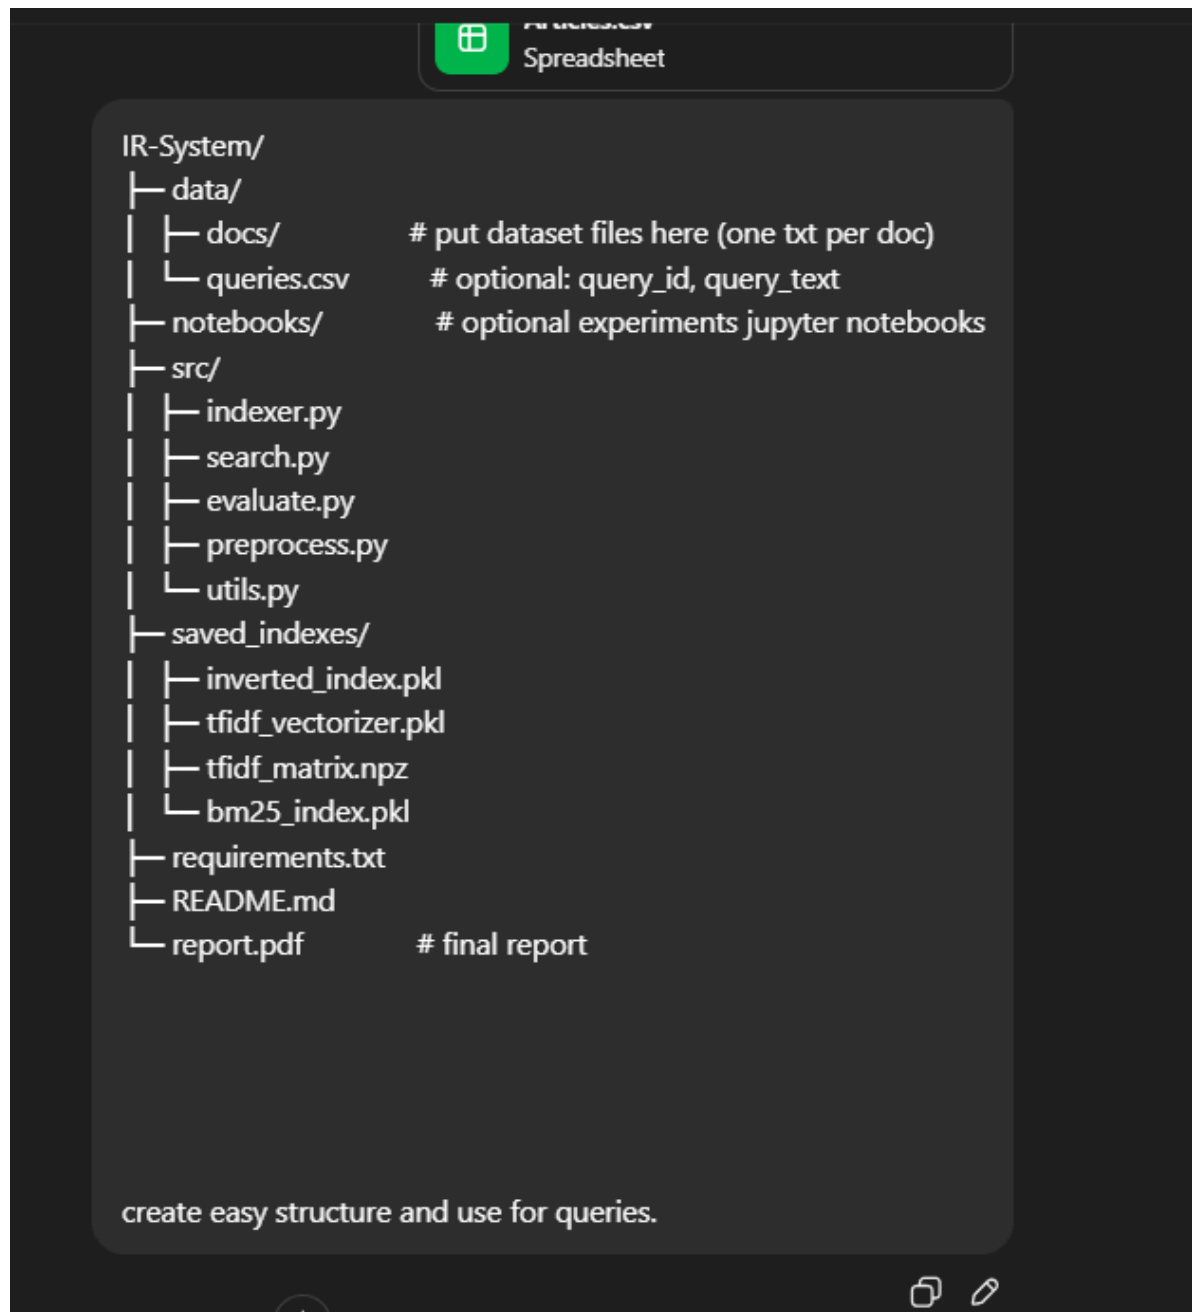 Articles.csv
Spreadsheet
IR-System/
├─ data/
│  ├─ docs/                # put dataset files here (one txt per doc)
│  └─ queries.csv           # optional: query_id, query_text
├─ notebooks/               # optional experiments jupyter notebooks
├─ src/
│  ├─ indexer.py
│  ├─ search.py
│  ├─ evaluate.py
│  ├─ preprocess.py
│  └─ utils.py
├─ saved_indexes/
│  ├─ inverted_index.pkl
│  ├─ tfidf_vectorizer.pkl
│  ├─ tfidf_matrix.npz
│  └─ bm25_index.pkl
├─ requirements.txt
├─ README.md
└─ report.pdf               # final report
create easy structure and use for queries.